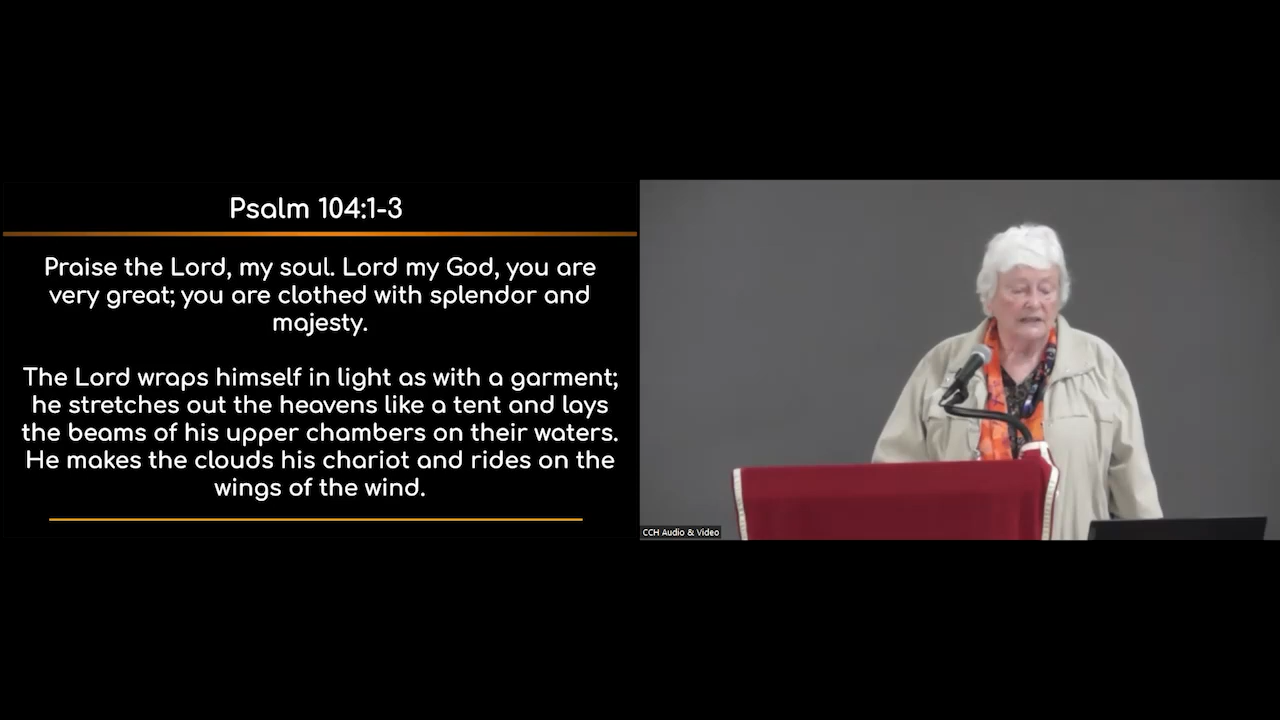 Psalm 104:1-3
Praise the Lord, my soul. Lord my God, you are
very great; you are clothed with splendor and
majesty.
The Lord wraps himself in light as with a garment;
he stretches out the heavens like a tent and lays
the beams of his upper chambers on their waters.
He makes the clouds his chariot and rides on the
wings of the wind.
CCH Audio & Video